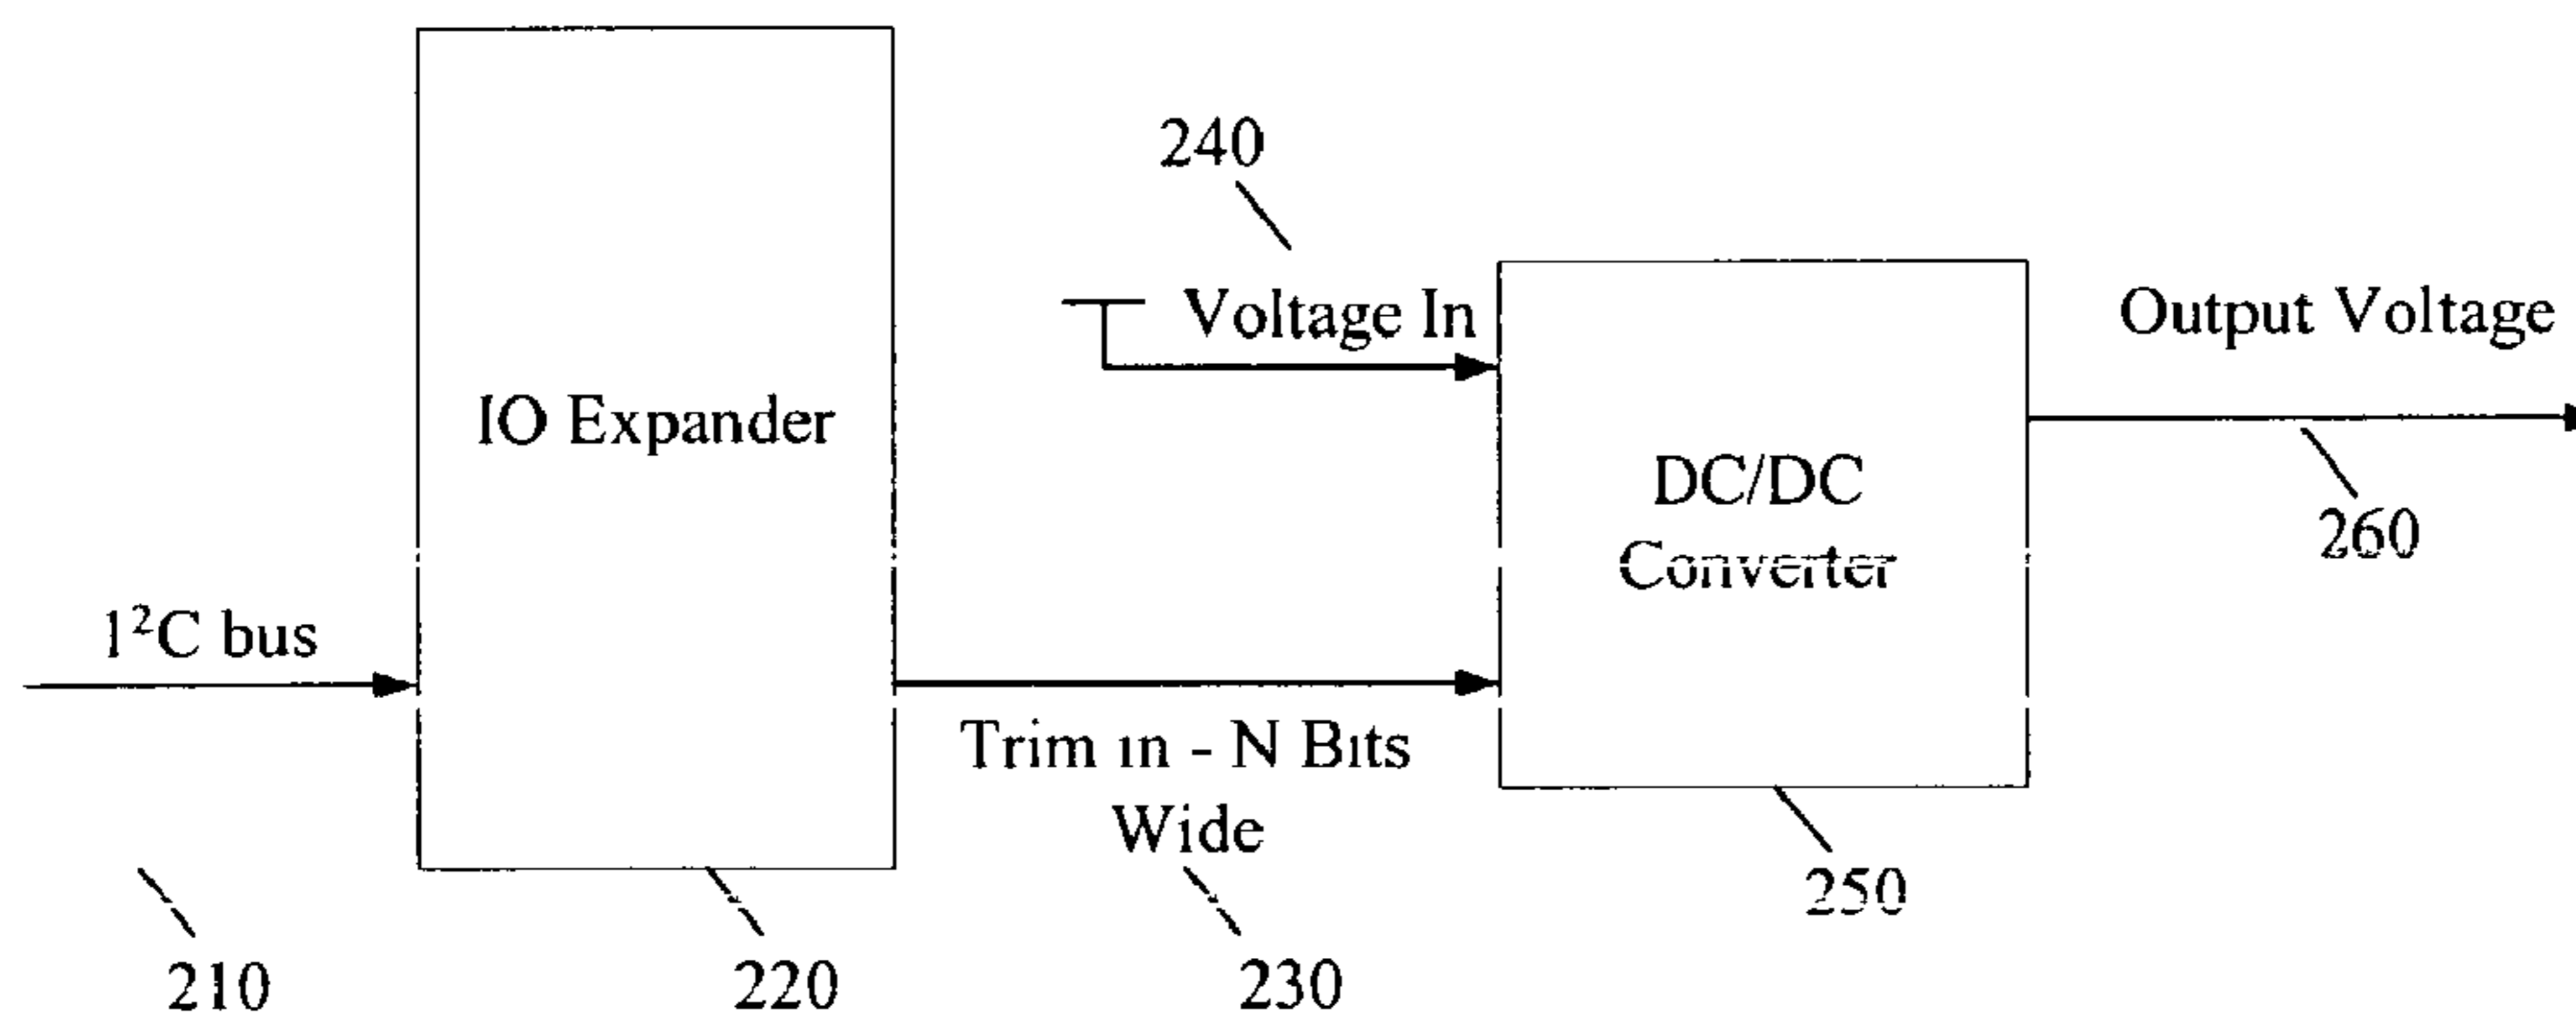 240
Voltage In
Output Voltage
IO Expander
DC/DC
Converter
260
I²C bus
Trim in - N Bits
Wide
250
210
220
230